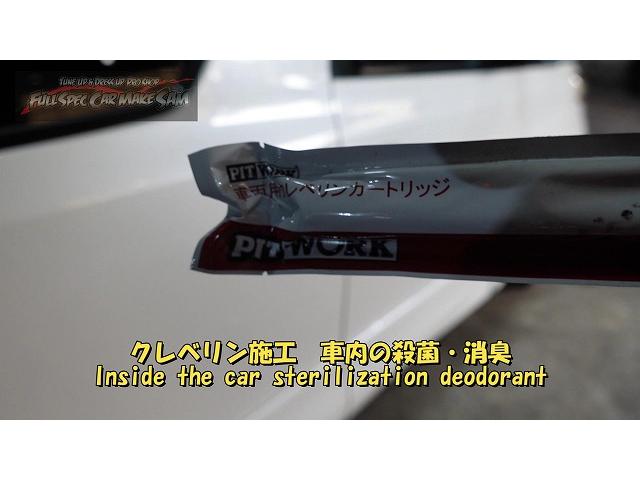 TUNE UP & DRESS UP PRO SHOP
FULLSPEC CAR MAKE SAM
PIT WORK
車両用クレベリンカートリッジ
PIT WORK
クレベリン施工 車内の殺菌・消臭
Inside the car sterilization deodorant